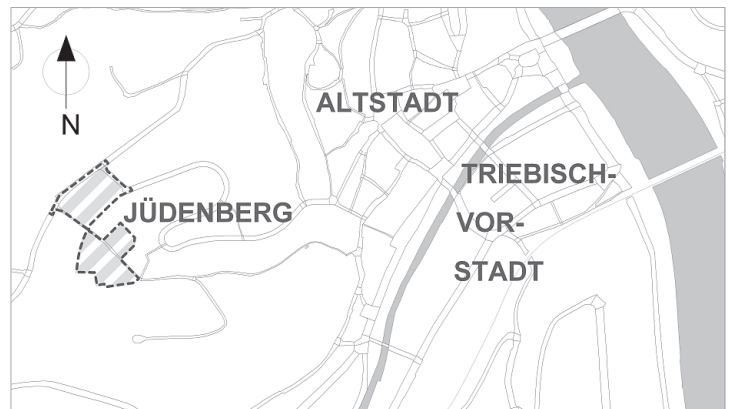 ALTSTADT
N
TRIEBISCH-
JÜDENBERG
VOR-
STADT